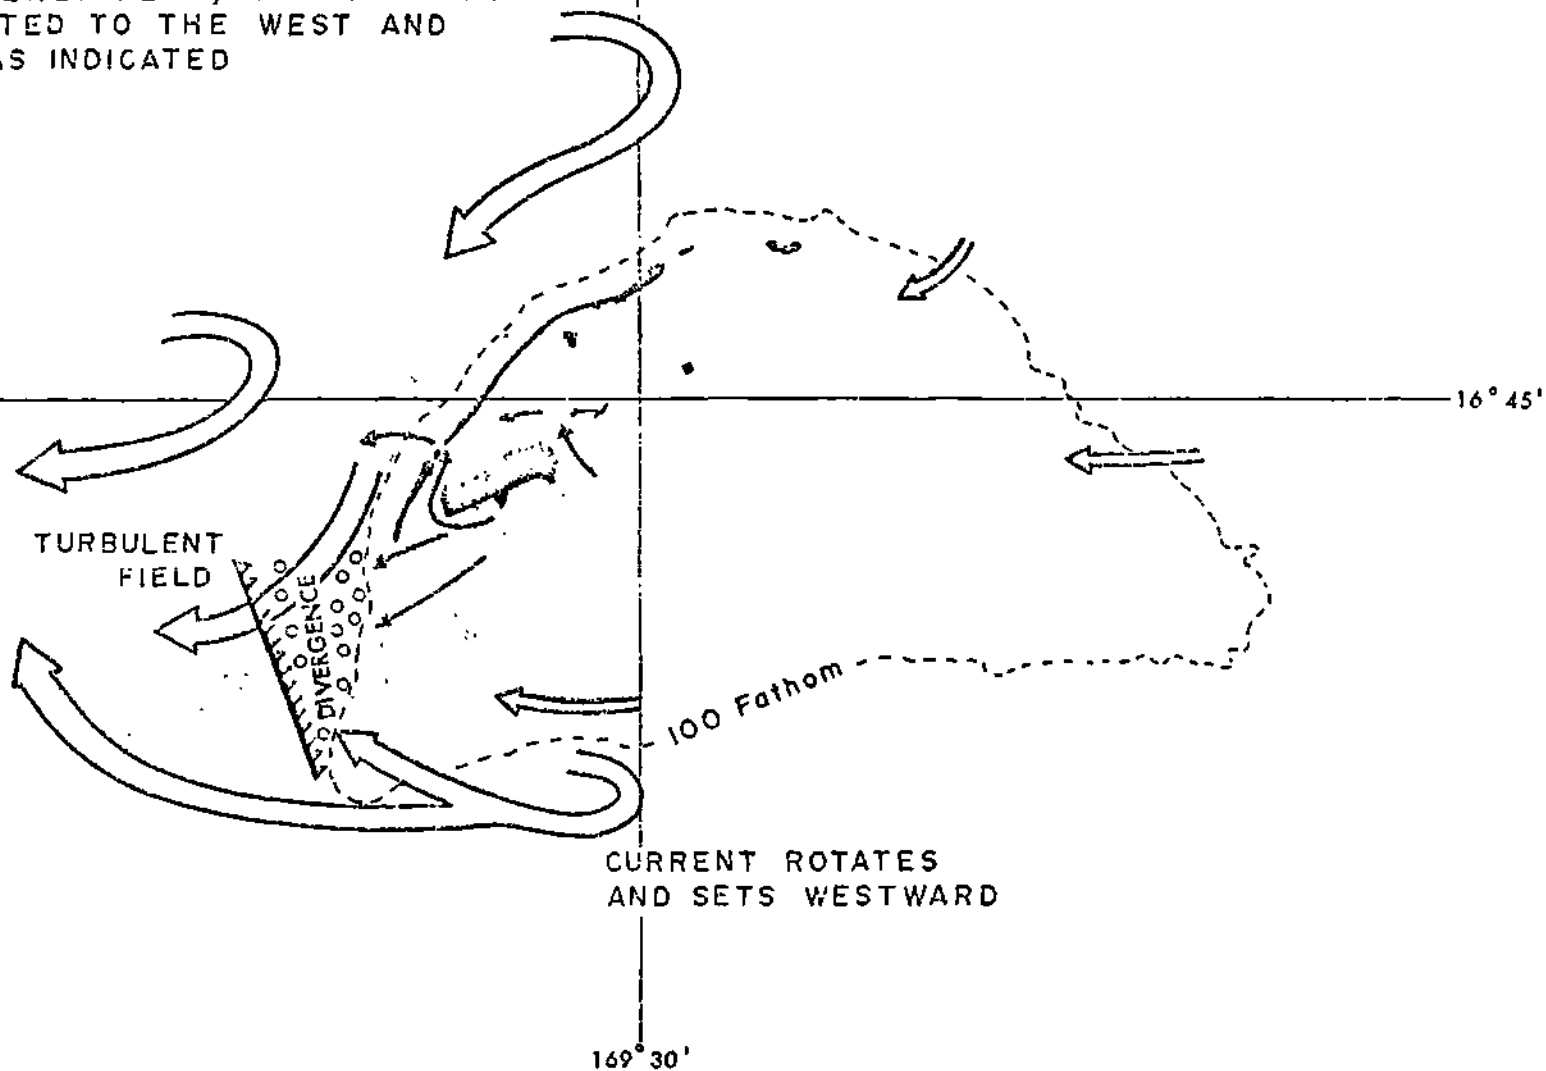 TED TO THE WEST AND
AS INDICATED
16° 45'
TURBULENT
FIELD
DIVERGENCE
100 Fathom
CURRENT ROTATES
AND SETS WESTWARD
169° 30'